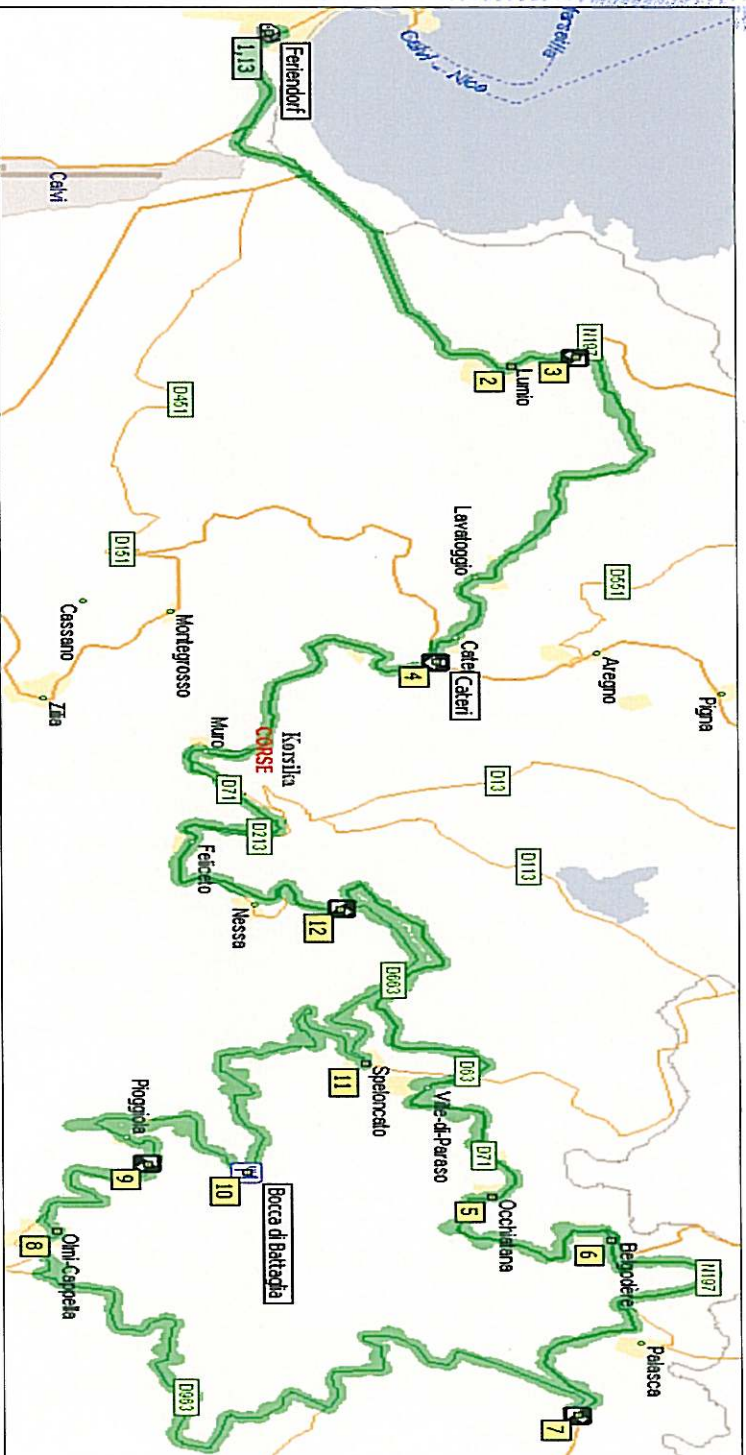 Marseille
Calvi - Nice
Feriendorf
1,13
Calvi
N197
3
Lumio
2
D451
D151
Lavatoggio
D551
Cassano
Montegrosso
Zilia
Cateri
Cateri
4
Aregno
Pigna
Korsika
CORSE
Muro
D71
D213
Feliceto
Nessa
D13
D113
12
D663
Speloncato
11
D63
Ville-di-Paraso
D71
Occhiatana
5
Belgodère
6
N197
Palasca
7
Pioggiola
9
10
Bocca di Battaglia
Olmi-Cappella
8
D963